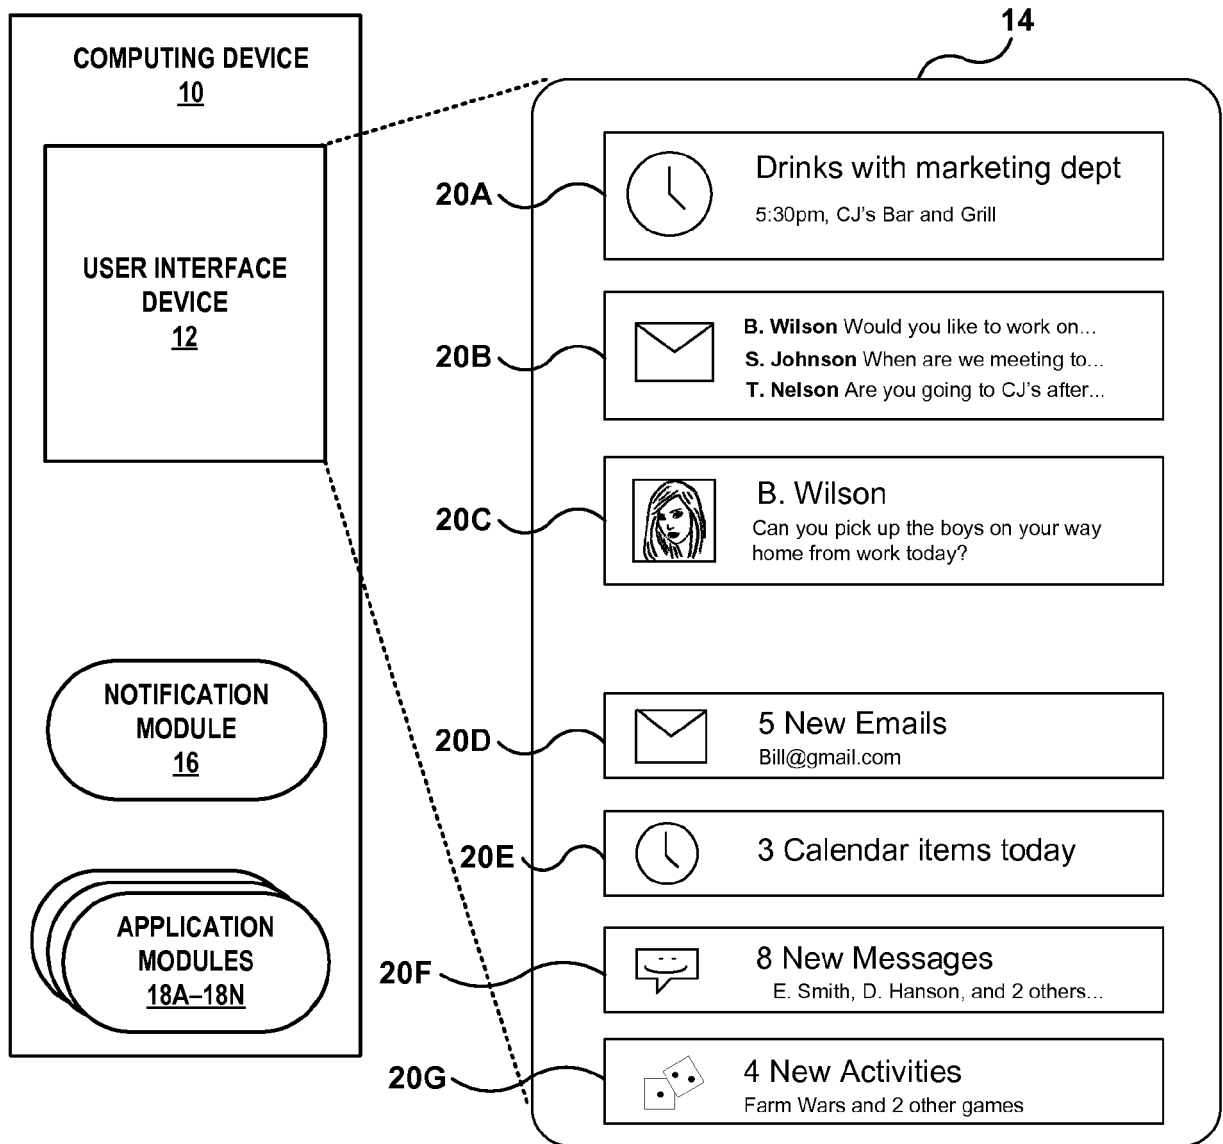 COMPUTING DEVICE
10
USER INTERFACE
DEVICE
12
NOTIFICATION
MODULE
16
APPLICATION
MODULES
18A–18N
14
20A
Drinks with marketing dept
5:30pm, CJ's Bar and Grill
20B
B. Wilson Would you like to work on...
S. Johnson When are we meeting to...
T. Nelson Are you going to CJ's after...
20C
B. Wilson
Can you pick up the boys on your way
home from work today?
20D
5 New Emails
Bill@gmail.com
20E
3 Calendar items today
20F
8 New Messages
E. Smith, D. Hanson, and 2 others...
20G
4 New Activities
Farm Wars and 2 other games